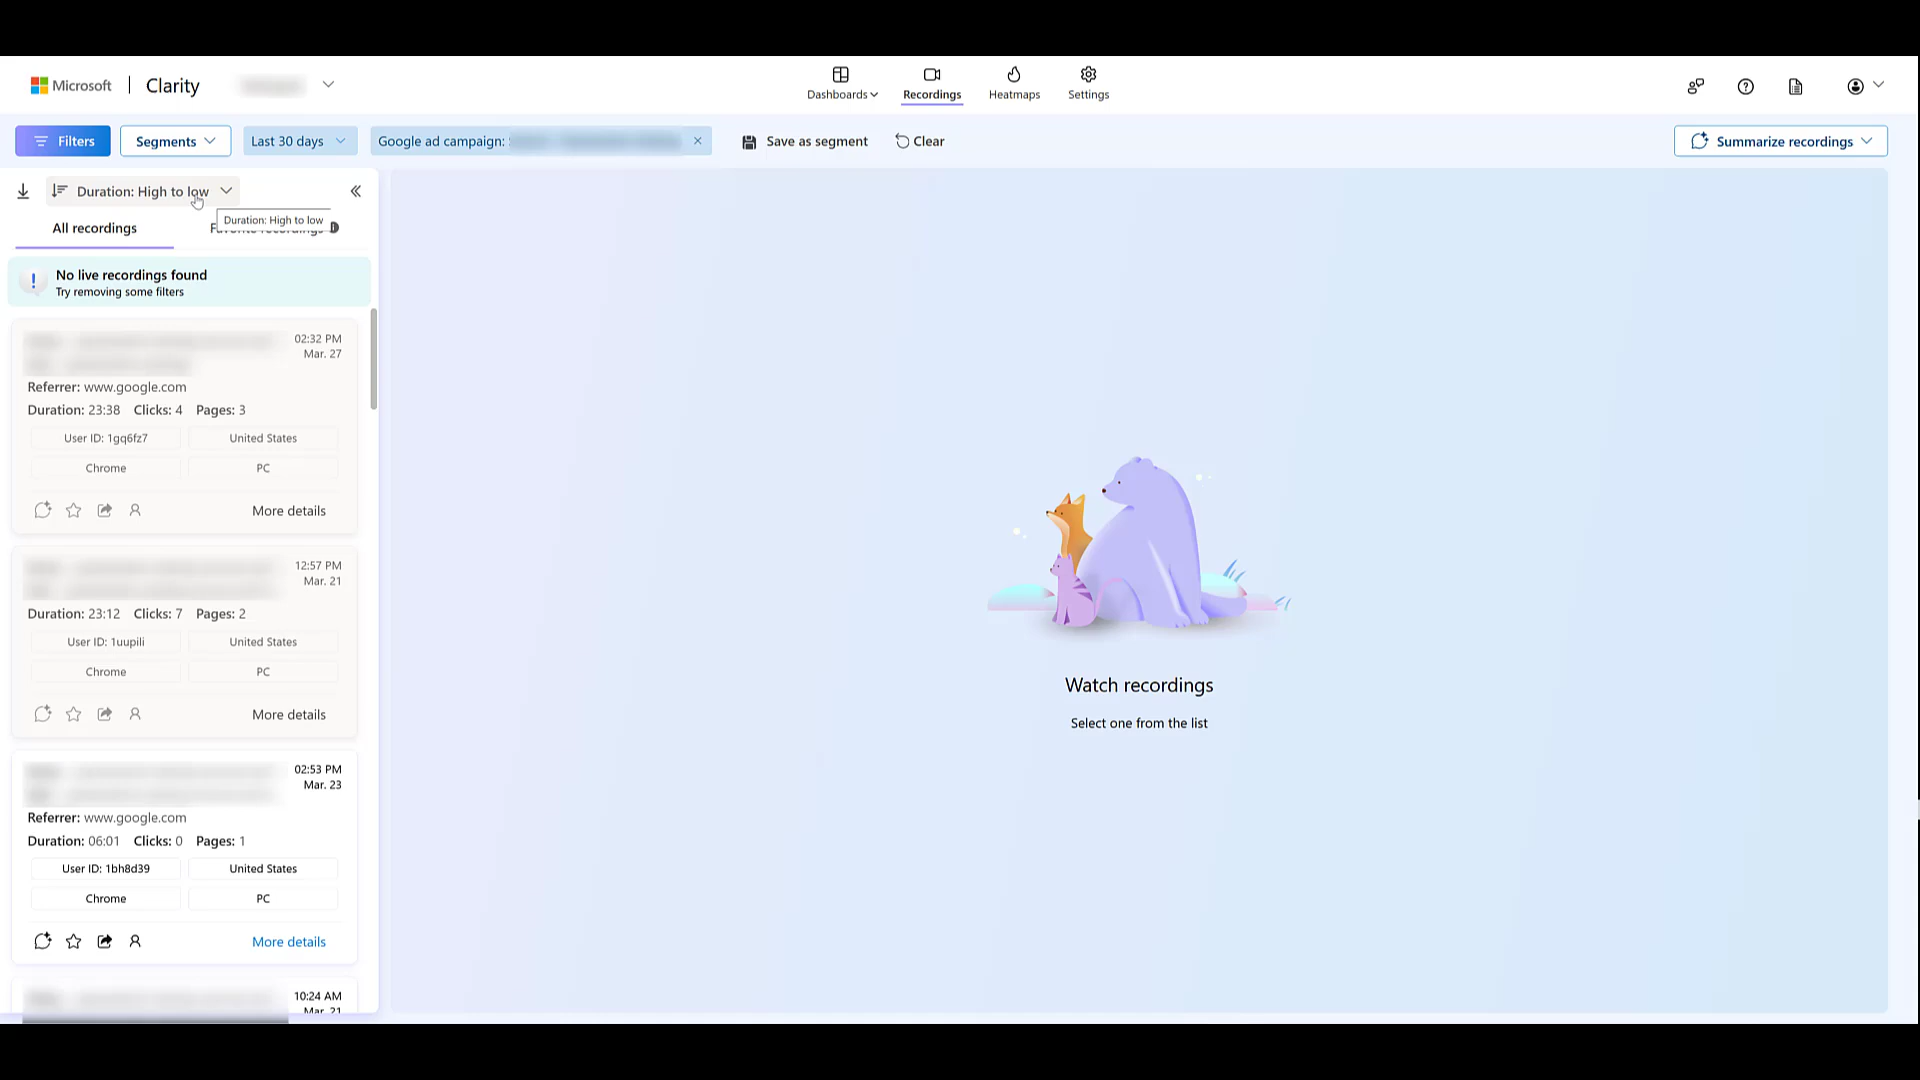 Microsoft | Clarity
Dashboards
Recordings
Heatmaps
Settings
Filters
Segments
Last 30 days
Google ad campaign:
Save as segment
Clear
Summarize recordings
Duration: High to low
Duration: High to low
All recordings
No live recordings found
Try removing some filters
02:32 PM
Mar. 27
Referrer: www.google.com
Duration: 23:38 Clicks: 4 Pages: 3
User ID: 1gq6fz7
United States
Chrome
PC
More details
12:57 PM
Mar. 21
Duration: 23:12 Clicks: 7 Pages: 2
User ID: 1uupili
United States
Chrome
PC
More details
02:53 PM
Mar. 23
Referrer: www.google.com
Duration: 06:01 Clicks: 0 Pages: 1
User ID: 1bh8d39
United States
Chrome
PC
More details
10:24 AM
Mar. 21
Watch recordings
Select one from the list